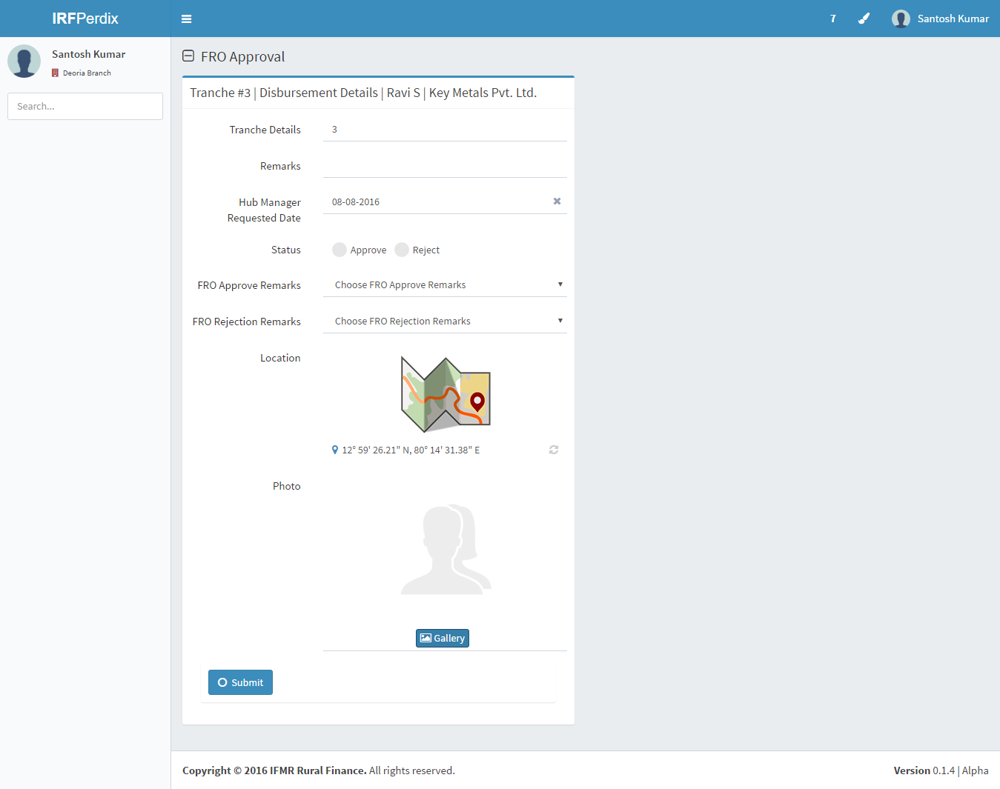 IRFPerdix
7
Santosh Kumar
Santosh Kumar
Deoria Branch
Search...
FRO Approval
Tranche #3 | Disbursement Details | Ravi S | Key Metals Pvt. Ltd.
Tranche Details
3
Remarks
Hub Manager
Requested Date
08-08-2016
Status
Approve
Reject
FRO Approve Remarks
Choose FRO Approve Remarks
FRO Rejection Remarks
Choose FRO Rejection Remarks
Location
12° 59' 26.21" N, 80° 14' 31.38" E
Photo
Gallery
Submit
Copyright © 2016 IFMR Rural Finance. All rights reserved.
Version 0.1.4 | Alpha